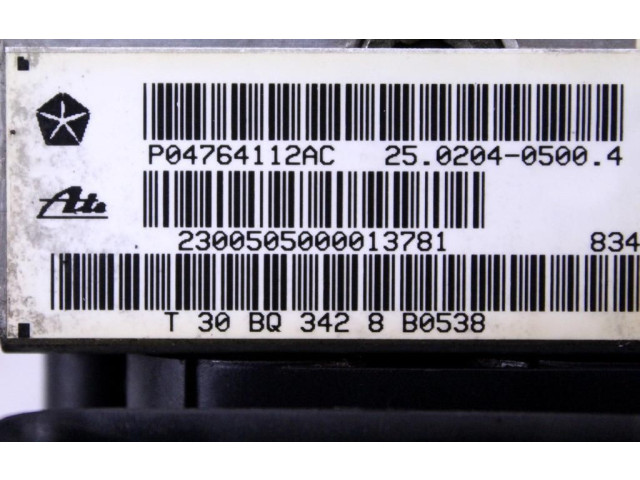 P04764112AC 25.0204-0500.4
Ate
2300505000013781 834
T 30 BQ 342 8 B0538